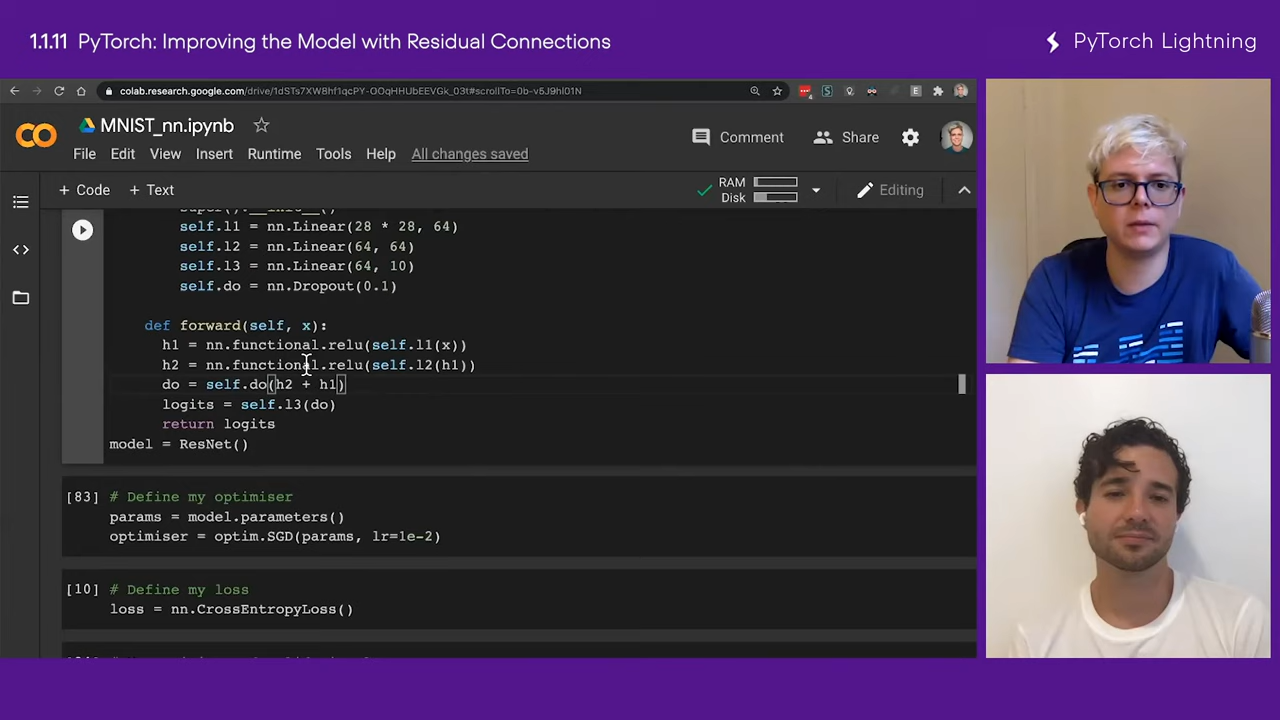 1.1.11 PyTorch: Improving the Model with Residual Connections
PyTorch Lightning
colab.research.google.com/drive/1dSTs7XW8hf1qcPY-OOqHHUbEEVGk_03t#scrollTo=0b-v5J9hl01N
MNIST_nn.ipynb
Comment
Share
File Edit View Insert Runtime Tools Help All changes saved
+ Code + Text
RAM
Disk
Editing
super().__init__()
self.l1 = nn.Linear(28 * 28, 64)
self.l2 = nn.Linear(64, 64)
self.l3 = nn.Linear(64, 10)
self.do = nn.Dropout(0.1)
def forward(self, x):
h1 = nn.functional.relu(self.l1(x))
h2 = nn.functional.relu(self.l2(h1))
do = self.do(h2 + h1)
logits = self.l3(do)
return logits
model = ResNet()
[83] # Define my optimiser
params = model.parameters()
optimiser = optim.SGD(params, lr=1e-2)
[10] # Define my loss
loss = nn.CrossEntropyLoss()